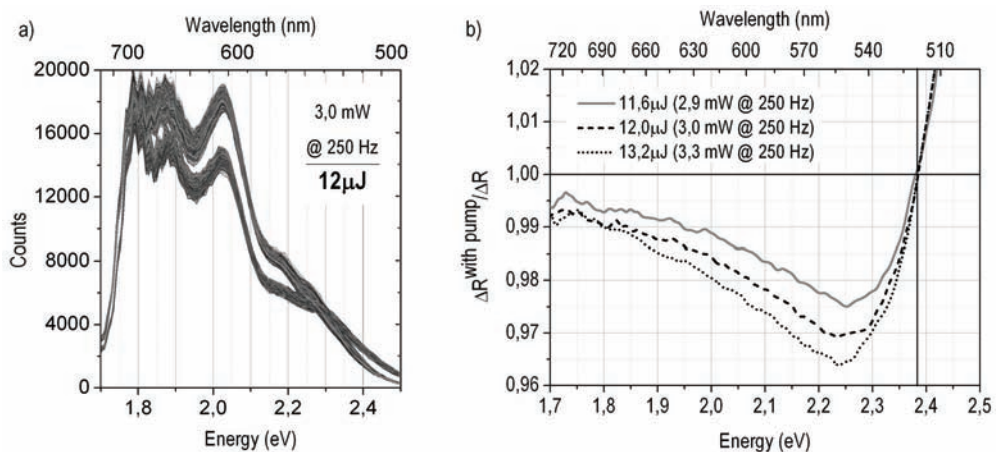 a)
Wavelength (nm)
700 600 500
20000
16000
12000
8000
4000
0
Counts
3,0 mW
@ 250 Hz
12µJ
1,8 2,0 2,2 2,4
Energy (eV)
b)
Wavelength (nm)
720 690 660 630 600 570 540 510
1,02
1,01
1,00
0,99
0,98
0,97
0,96
ΔR with pump/ΔR
11,6µJ (2,9 mW @ 250 Hz)
12,0µJ (3,0 mW @ 250 Hz)
13,2µJ (3,3 mW @ 250 Hz)
1,7 1,8 1,9 2,0 2,1 2,2 2,3 2,4 2,5
Energy (eV)